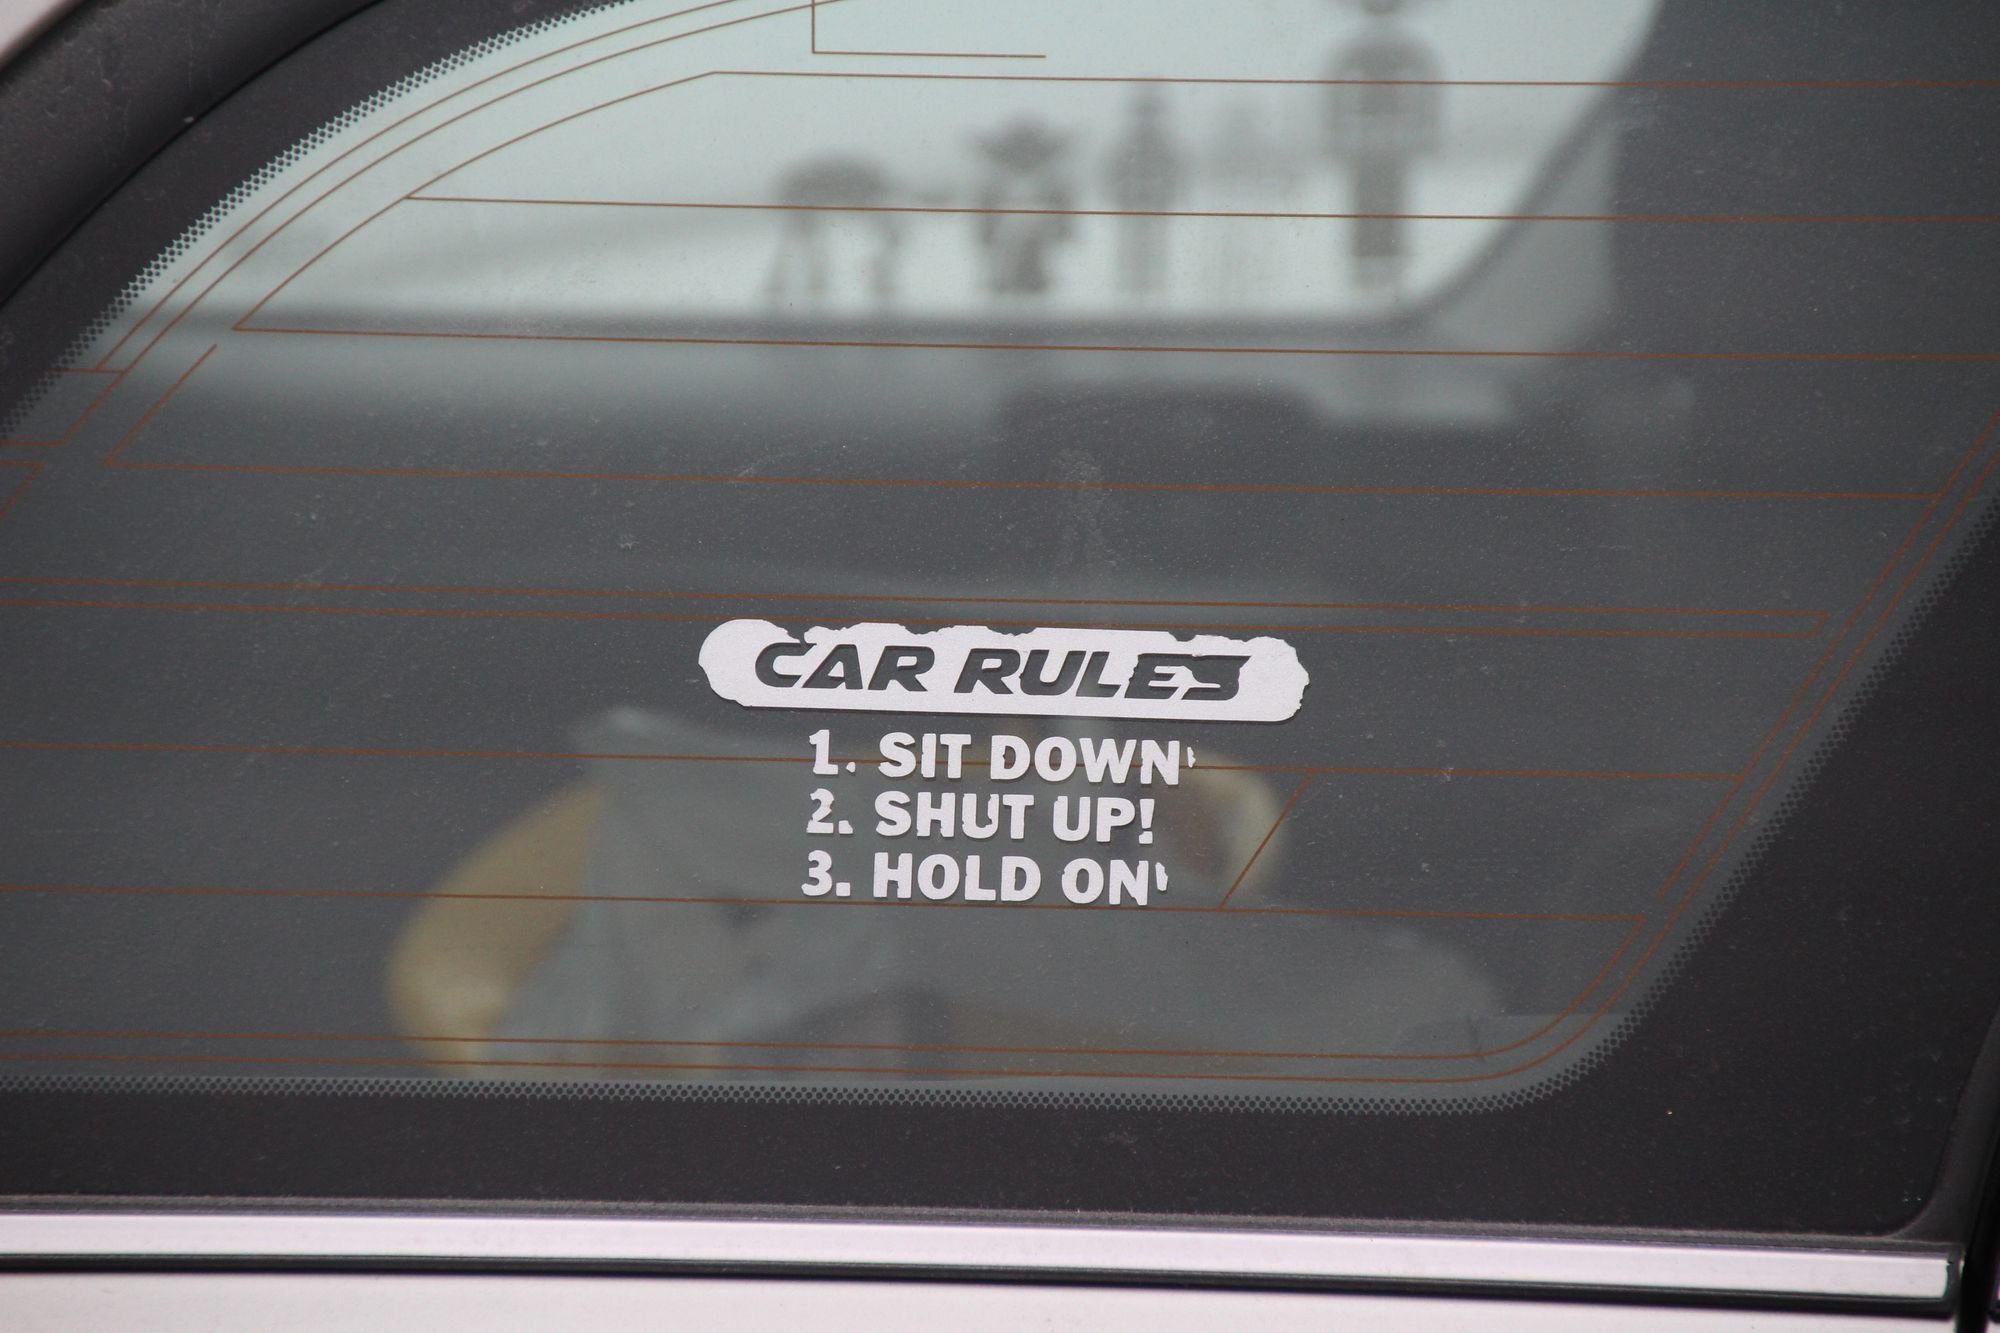 CAR RULES
1. SIT DOWN'
2. SHUT UP!
3. HOLD ON'